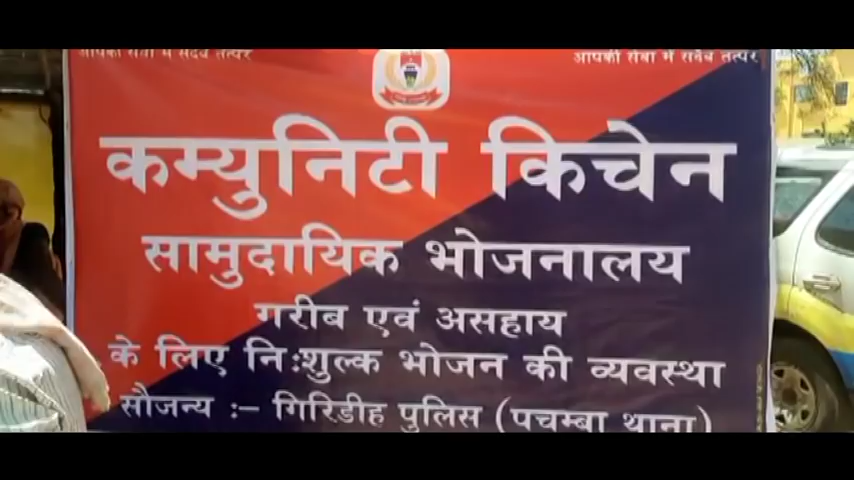 आपकी सेवा में सदैव तत्पर आपकी सेवा में सदैव तत्पर
कम्युनिटी किचेन
सामुदायिक भोजनालय
गरीब एवं असहाय
के लिए नि:शुल्क भोजन की व्यवस्था
सौजन्य :- गिरिडीह पुलिस (पचम्बा थाना)